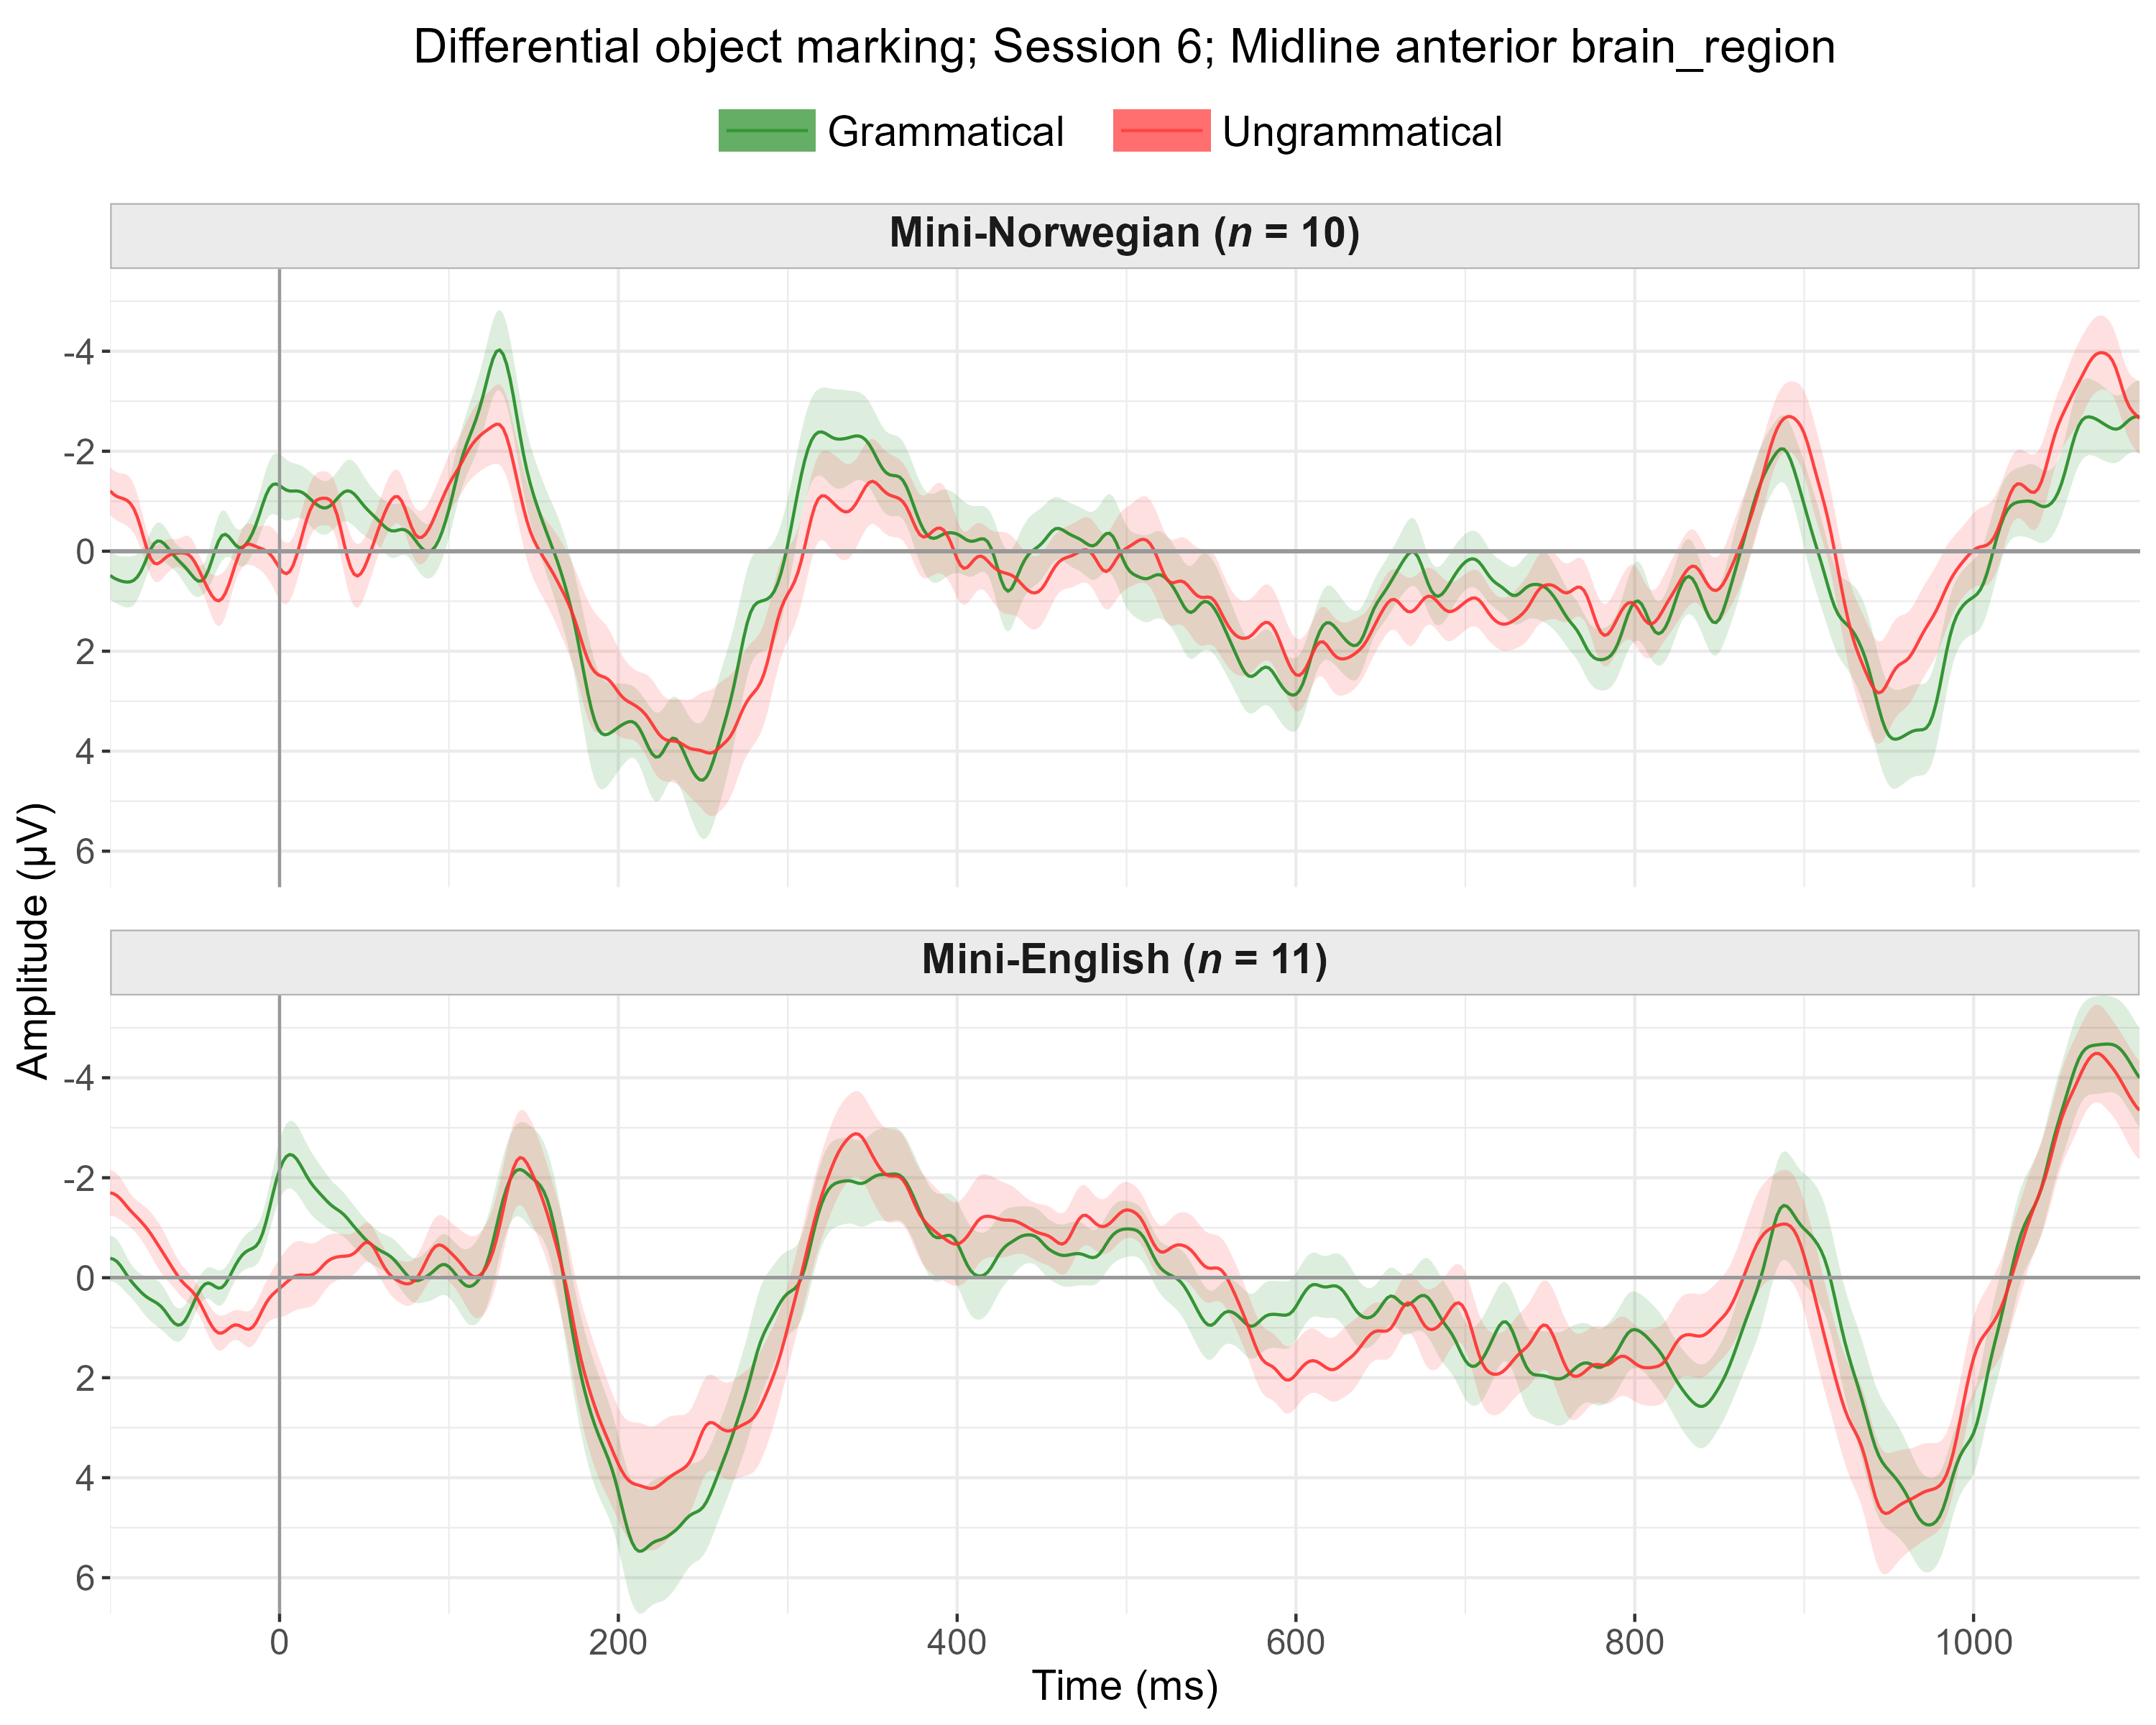 Differential object marking; Session 6; Midline anterior brain_region
Grammatical Ungrammatical
Mini-Norwegian (n = 10)
-4
-2
0
2
4
6
Mini-English (n = 11)
-4
-2
0
2
4
6
0 200 400 600 800 1000
Time (ms)
Amplitude (µV)